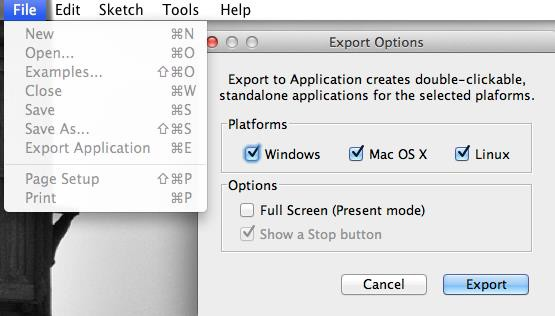 File Edit Sketch Tools Help
New ⌘N
Open... ⌘O
Examples... ⇧⌘O
Close ⌘W
Save ⌘S
Save As... ⇧⌘S
Export Application ⌘E
Page Setup ⇧⌘P
Print ⌘P
Export Options
Export to Application creates double-clickable,
standalone applications for the selected plaforms.
Platforms
Windows Mac OS X Linux
Options
Full Screen (Present mode)
Show a Stop button
Cancel Export